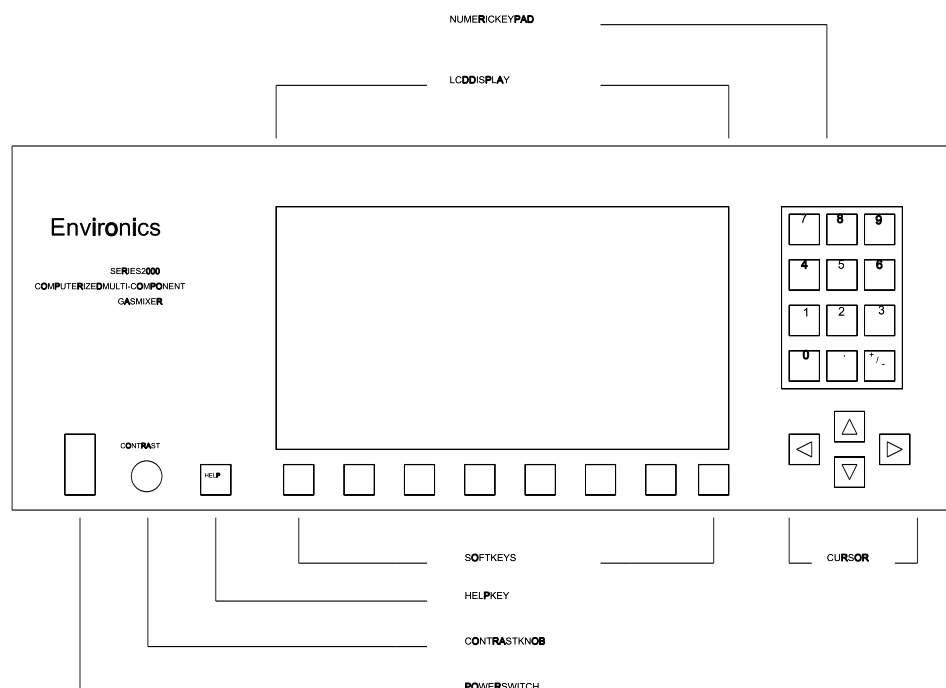 NUMERICKEYPAD
LCDDISPLAY
Environics
SERIES2000
COMPUTERIZEDMULTI-COMPONENT
GASMIXER
7 8 9
4 5 6
1 2 3
0 . +/-
CONTRAST
HELP
SOFTKEYS
CURSOR
HELPKEY
CONTRASTKNOB
POWERSWITCH